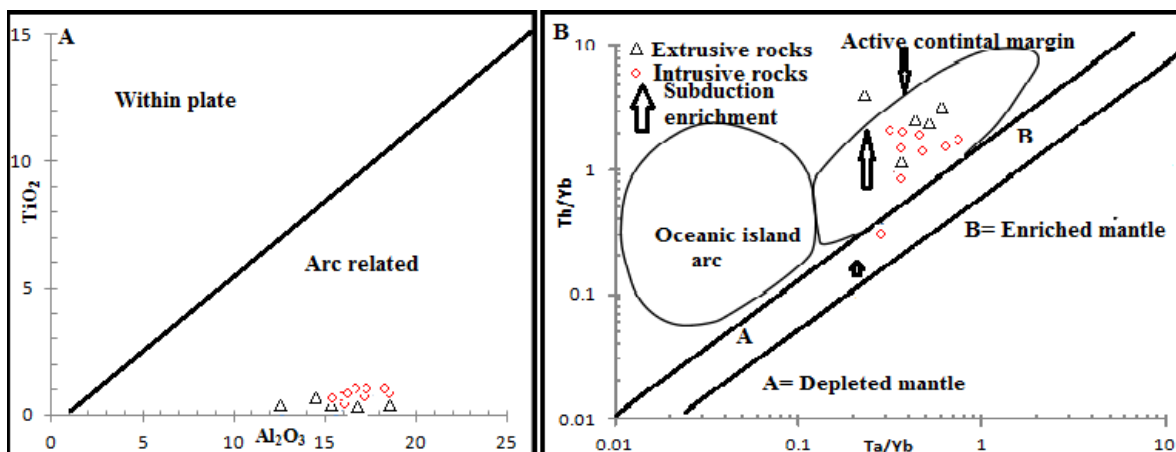 A
15
10
5
0
TiO2
Within plate
Arc related
0
5
10
15
20
25
Al2O3
B
10
1
0.1
0.01
Th/Yb
Extrusive rocks
Intrusive rocks
Subduction
enrichment
Active contintal margin
B
Oceanic island
arc
B= Enriched mantle
A
A= Depleted mantle
0.01
0.1
1
10
Ta/Yb